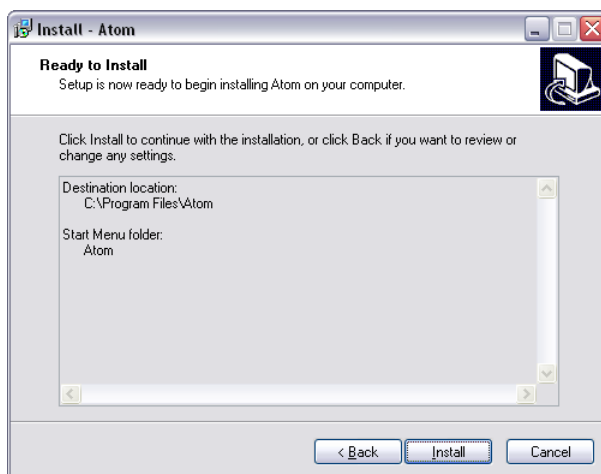 Install - Atom
Ready to Install
Setup is now ready to begin installing Atom on your computer.
Click Install to continue with the installation, or click Back if you want to review or
change any settings.
Destination location:
C:\Program Files\Atom
Start Menu folder:
Atom
< Back
Install
Cancel